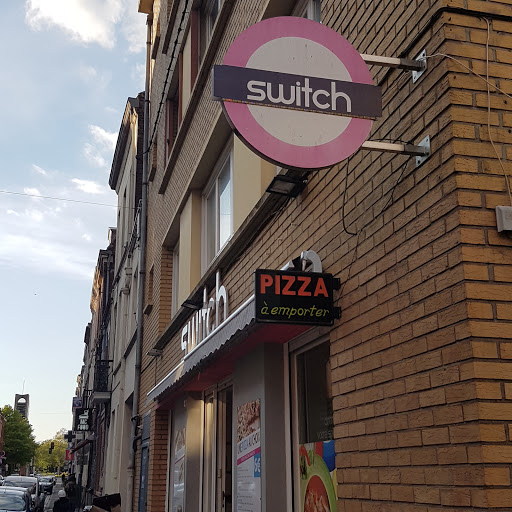 switch
PIZZA
à emporter
switch